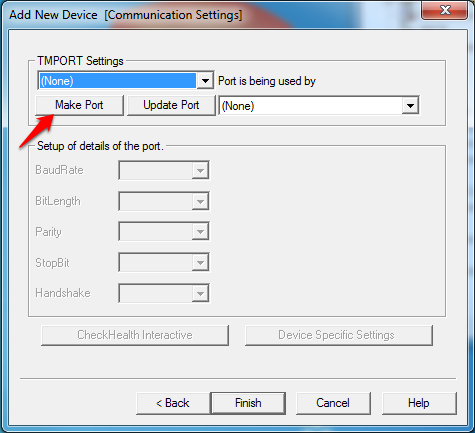 Add New Device [Communication Settings]
TMPORT Settings
(None) Port is being used by
Make Port Update Port (None)
Setup of details of the port.
BaudRate
BitLength
Parity
StopBit
Handshake
CheckHealth Interactive Device Specific Settings
< Back Finish Cancel Help